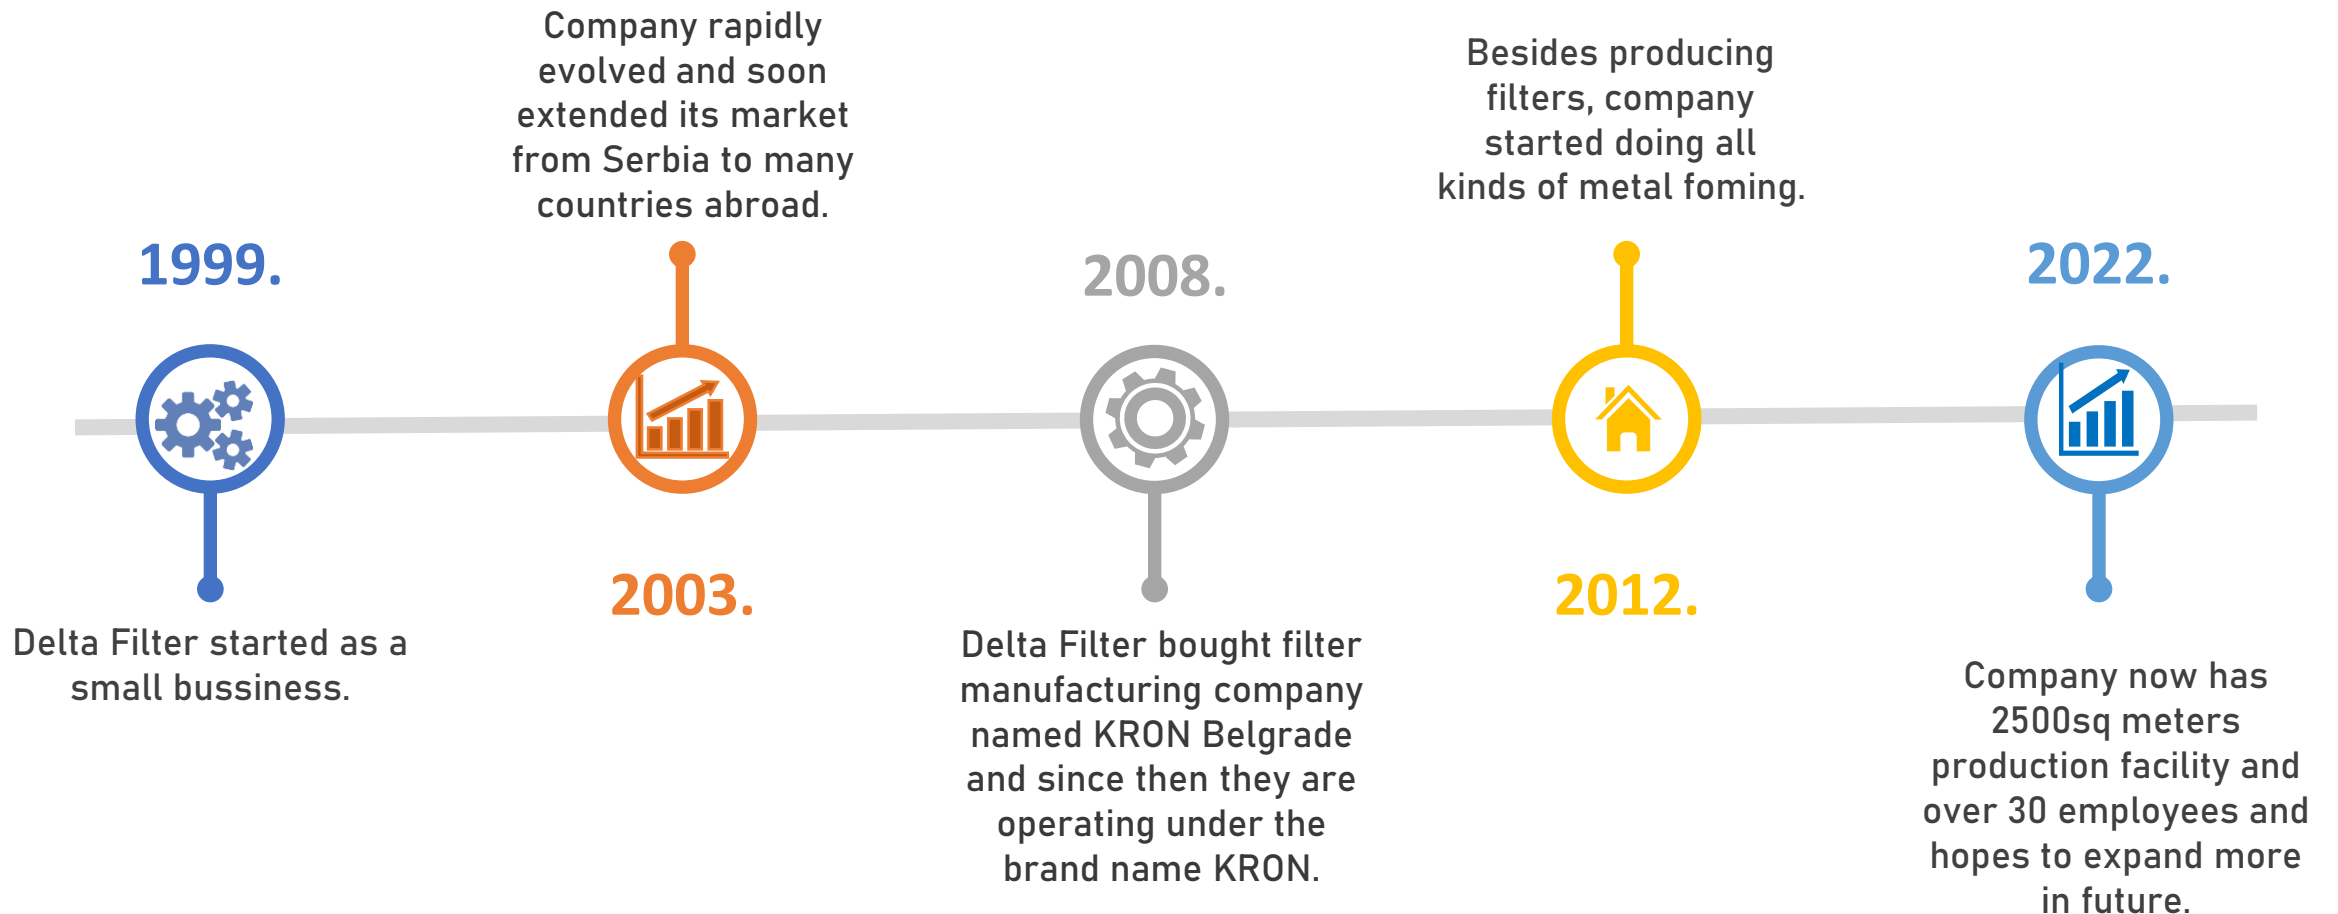 1999.
Delta Filter started as a
small bussiness.
Company rapidly
evolved and soon
extended its market
from Serbia to many
countries abroad.
2003.
2008.
Delta Filter bought filter
manufacturing company
named KRON Belgrade
and since then they are
operating under the
brand name KRON.
Besides producing
filters, company
started doing all
kinds of metal foming.
2012.
2022.
Company now has
2500sq meters
production facility and
over 30 employees and
hopes to expand more
in future.